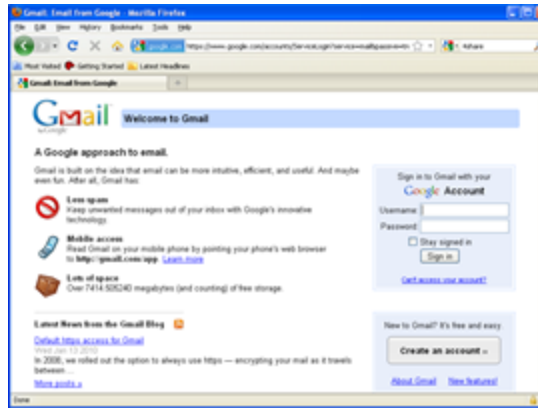 Gmail: Email from Google - Mozilla Firefox
File Edit View History Bookmarks Tools Help
google.com https://www.google.com/accounts/ServiceLogin?service=mail&passive=tr
Most Visited Getting Started Latest Headlines
Gmail: Email from Google
Gmail by Google
Welcome to Gmail
A Google approach to email.
Gmail is built on the idea that email can be more intuitive, efficient, and useful. And maybe
even fun. After all, Gmail has:
Less spam
Keep unwanted messages out of your inbox with Google's innovative
technology.
Mobile access
Read Gmail on your mobile phone by pointing your phone's web browser
to http://gmail.com/app. Learn more
Lots of space
Over 7414.505240 megabytes (and counting) of free storage.
Latest News from the Gmail Blog
Default https access for Gmail
Wed Jan 13 2010
In 2008, we rolled out the option to always use https — encrypting your mail as it travels
between ...
More posts »
Sign in to Gmail with your
Google Account
Username:
Password:
Stay signed in
Sign in
Can't access your account?
New to Gmail? It's free and easy.
Create an account »
About Gmail New features!
Done